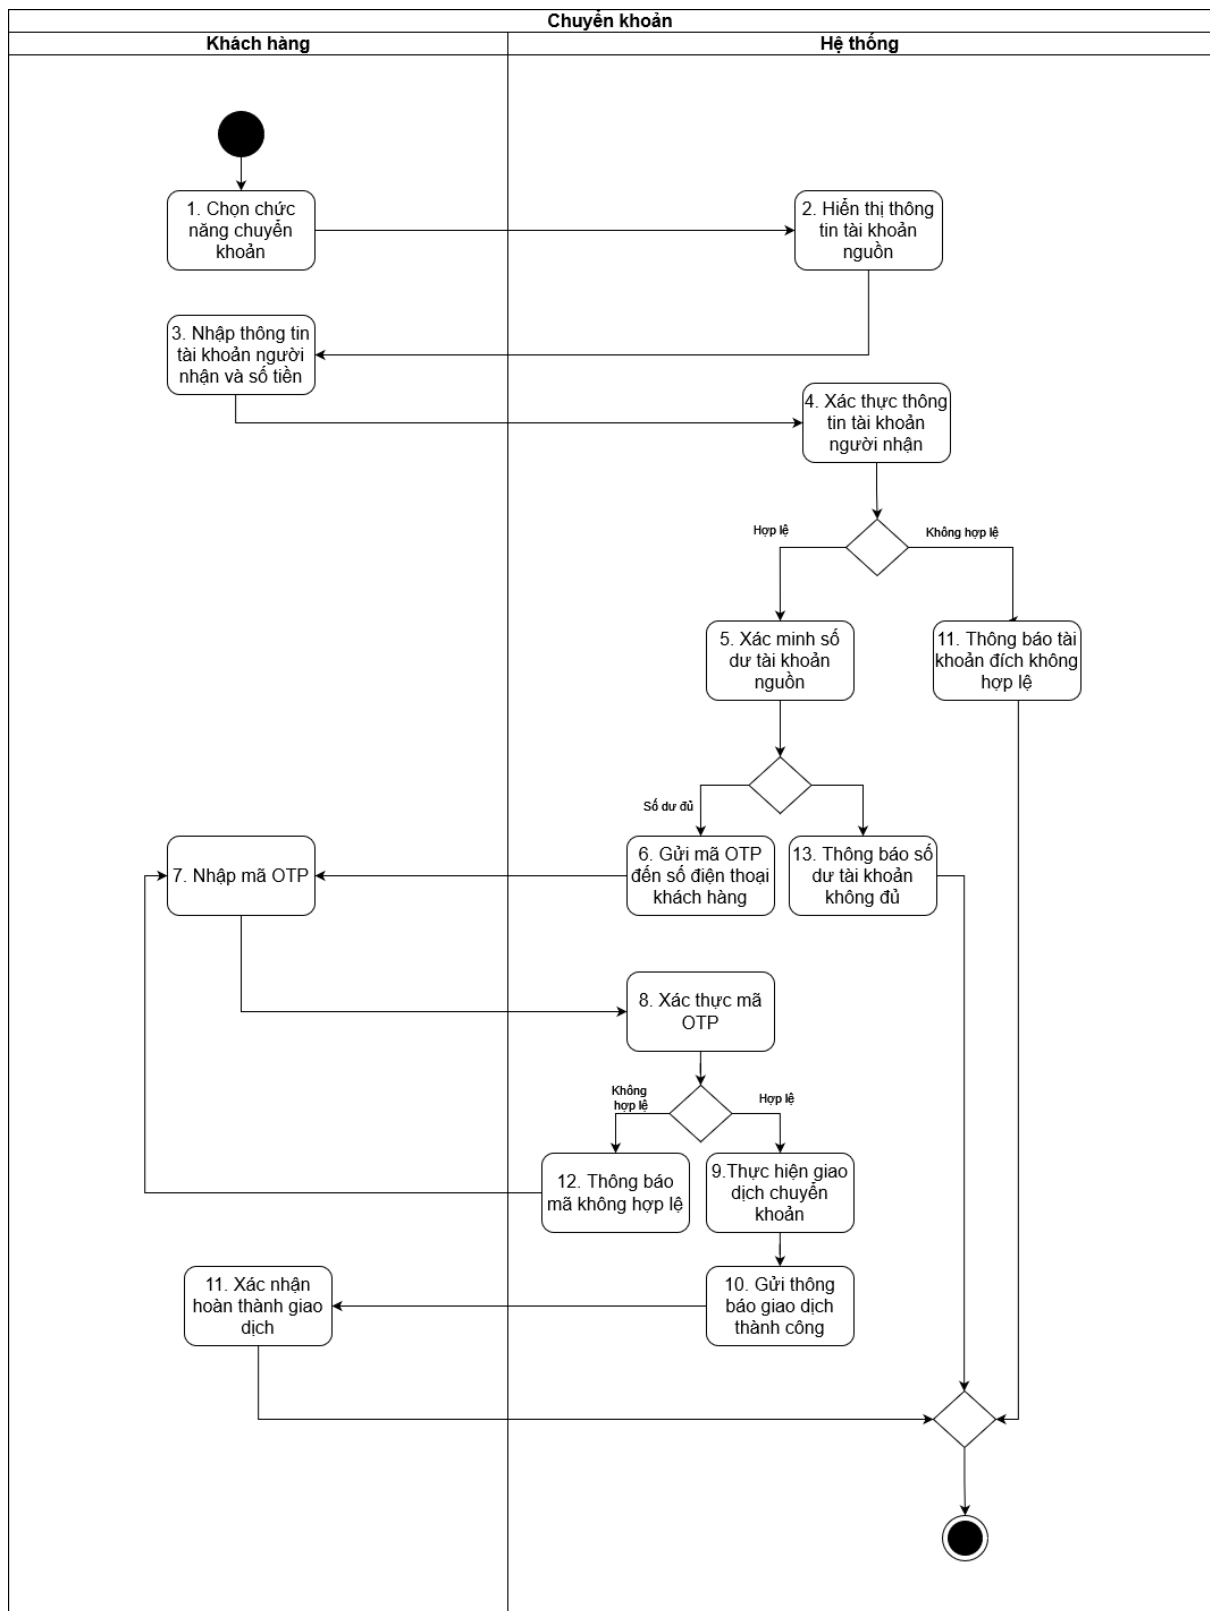 Chuyển khoản
Khách hàng
Hệ thống
1. Chọn chức
năng chuyển
khoản
2. Hiển thị thông
tin tài khoản
nguồn
3. Nhập thông tin
tài khoản người
nhận và số tiền
4. Xác thực thông
tin tài khoản
người nhận
Hợp lệ
Không hợp lệ
5. Xác minh số
dư tài khoản
nguồn
11. Thông báo tài
khoản đích không
hợp lệ
Số dư đủ
7. Nhập mã OTP
6. Gửi mã OTP
đến số điện thoại
khách hàng
13. Thông báo số
dư tài khoản
không đủ
8. Xác thực mã
OTP
Không
hợp lệ
Hợp lệ
12. Thông báo
mã không hợp lệ
9.Thực hiện giao
dịch chuyển
khoản
11. Xác nhận
hoàn thành giao
dịch
10. Gửi thông
báo giao dịch
thành công